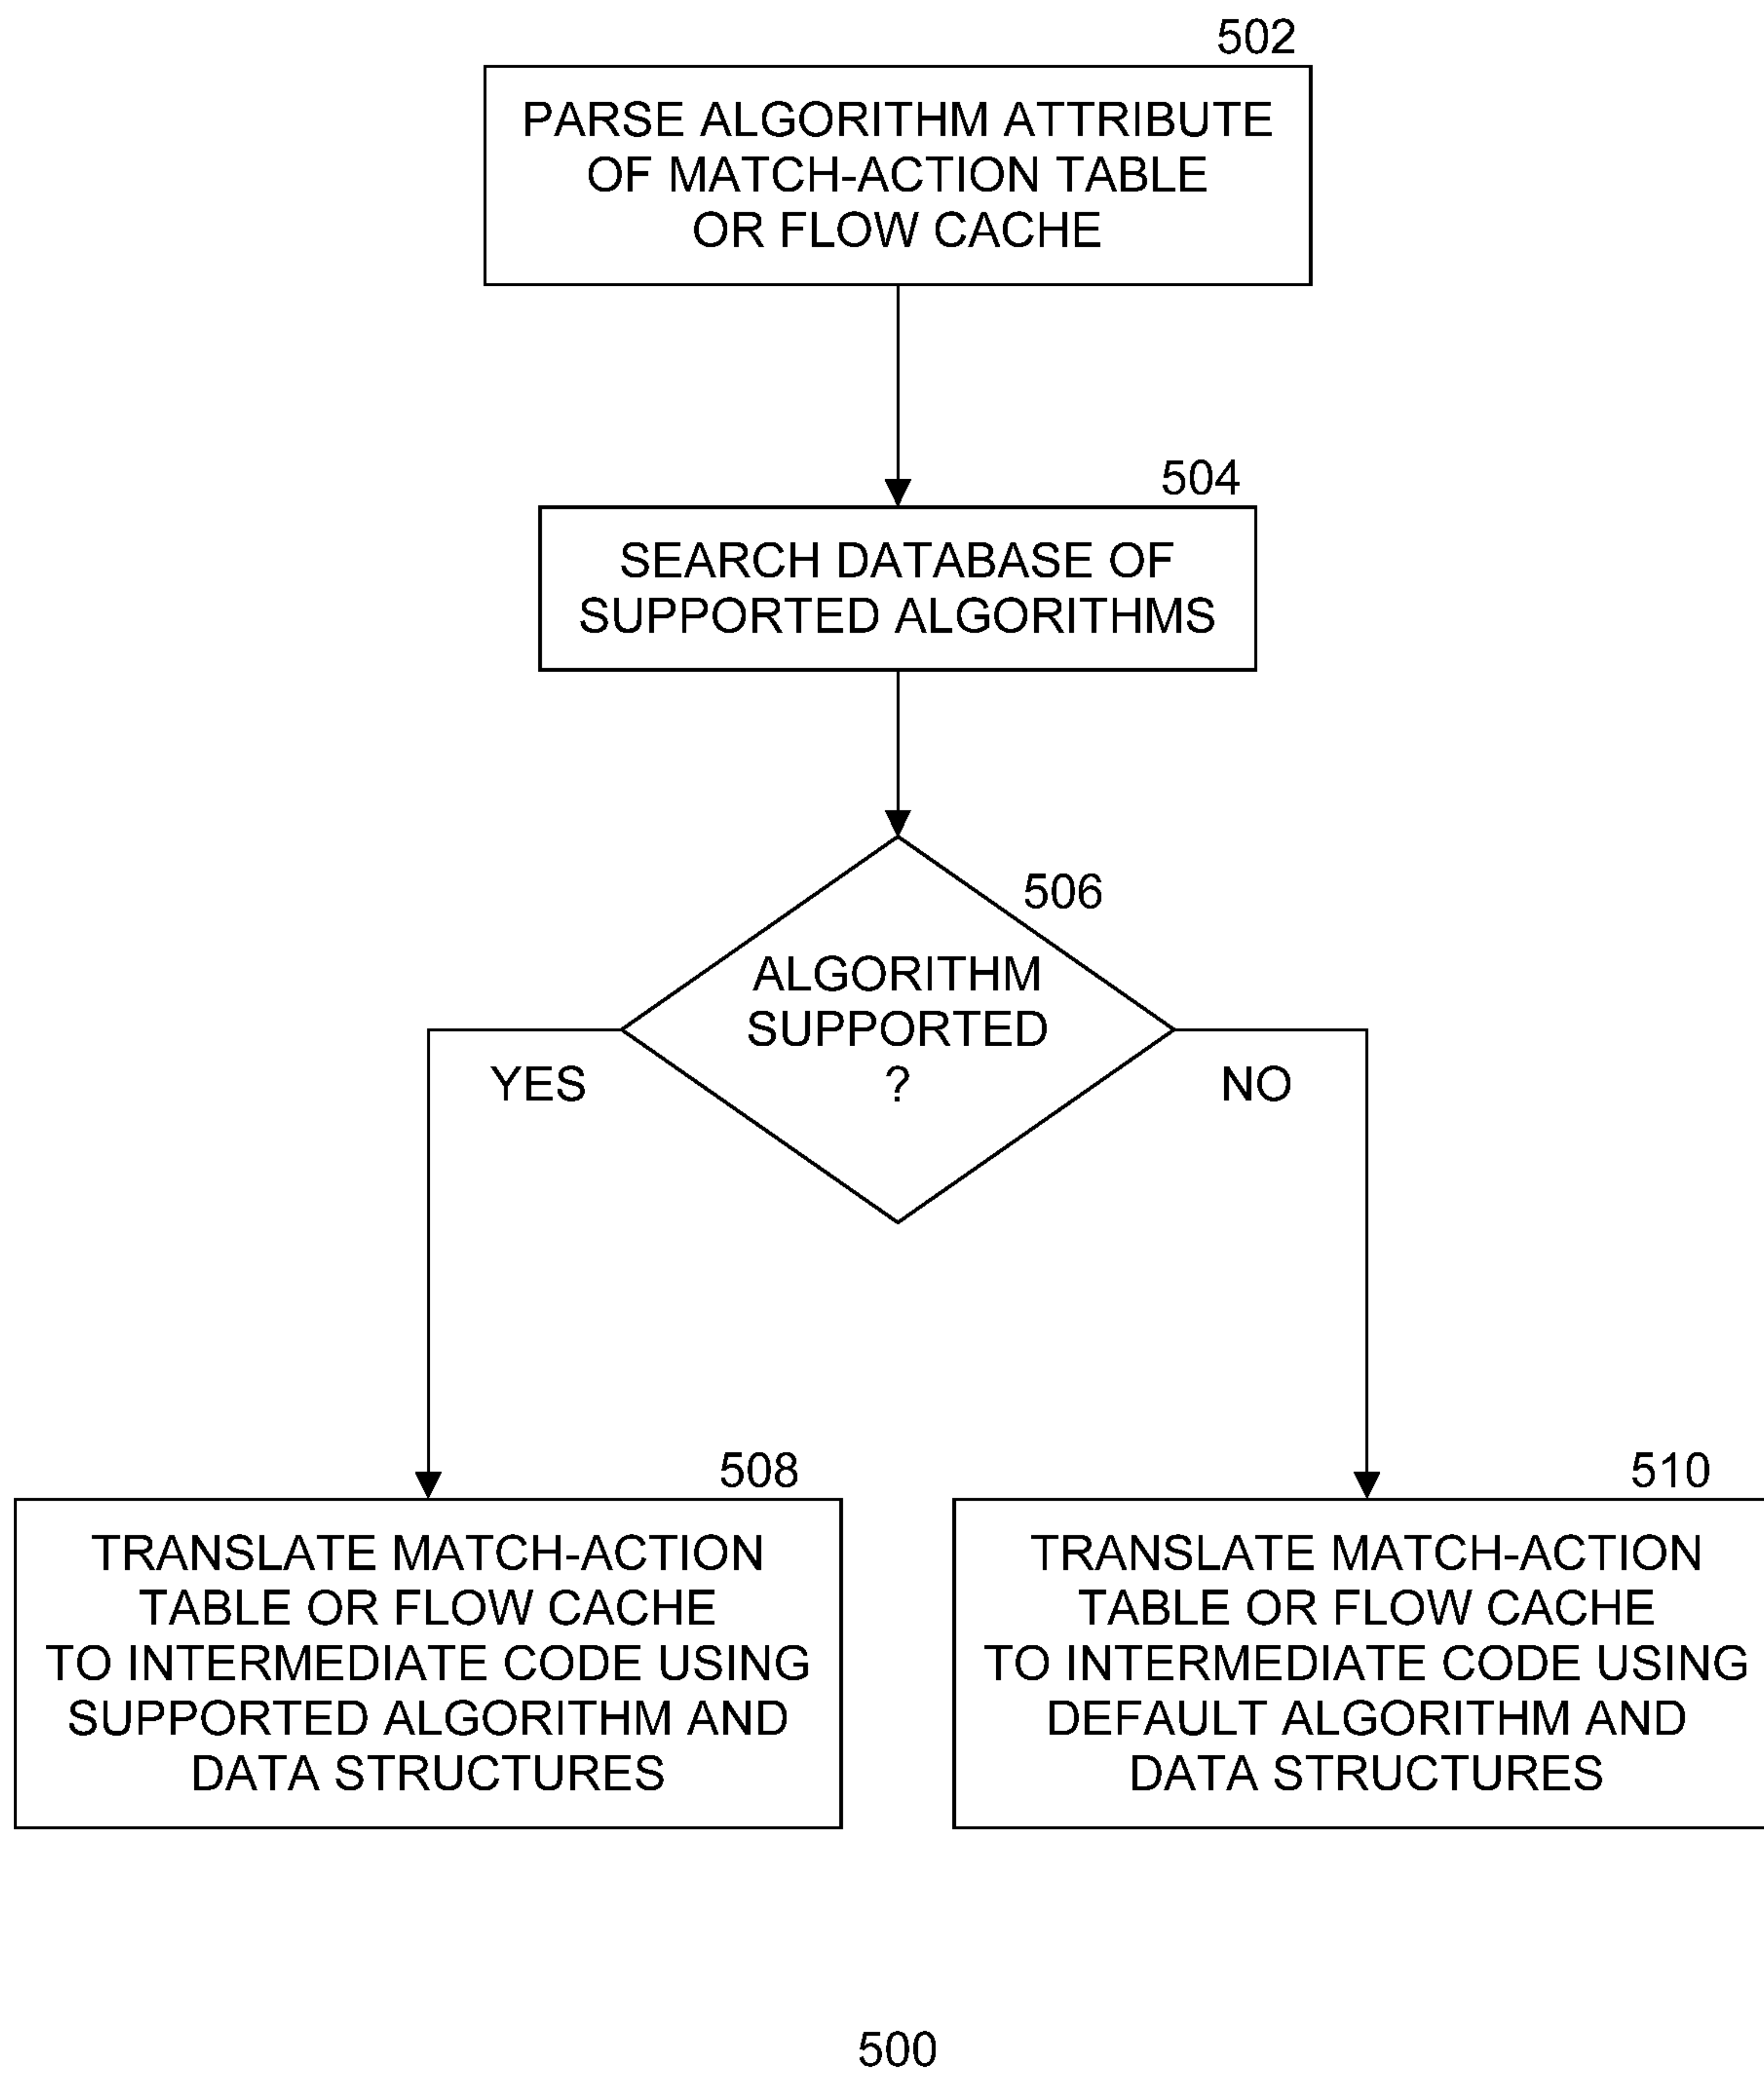 502
PARSE ALGORITHM ATTRIBUTE
OF MATCH-ACTION TABLE
OR FLOW CACHE
504
SEARCH DATABASE OF
SUPPORTED ALGORITHMS
506
ALGORITHM
SUPPORTED
?
YES
NO
508
TRANSLATE MATCH-ACTION
TABLE OR FLOW CACHE
TO INTERMEDIATE CODE USING
SUPPORTED ALGORITHM AND
DATA STRUCTURES
510
TRANSLATE MATCH-ACTION
TABLE OR FLOW CACHE
TO INTERMEDIATE CODE USING
DEFAULT ALGORITHM AND
DATA STRUCTURES
500